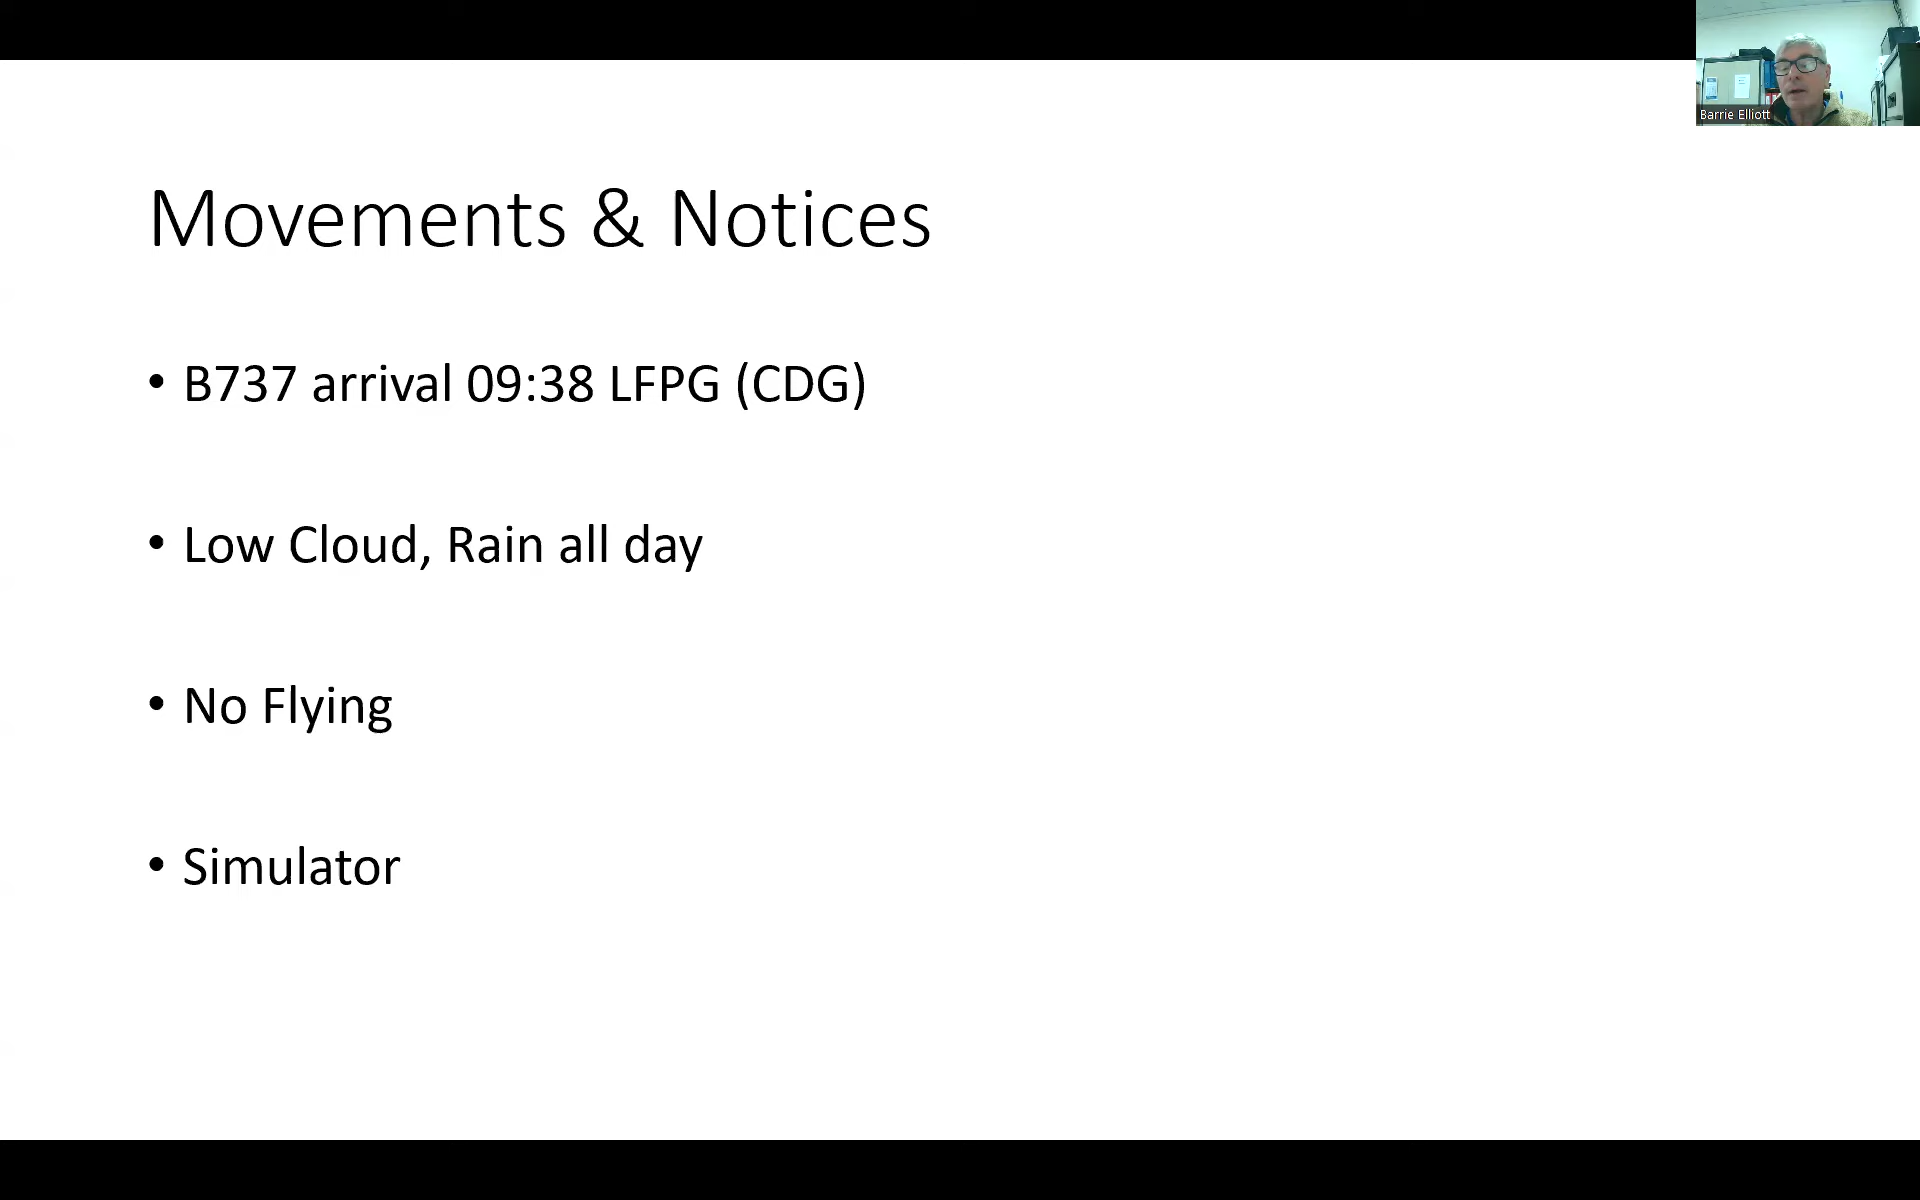 Barrie Elliott
Movements & Notices
• B737 arrival 09:38 LFPG (CDG)
• Low Cloud, Rain all day
• No Flying
• Simulator